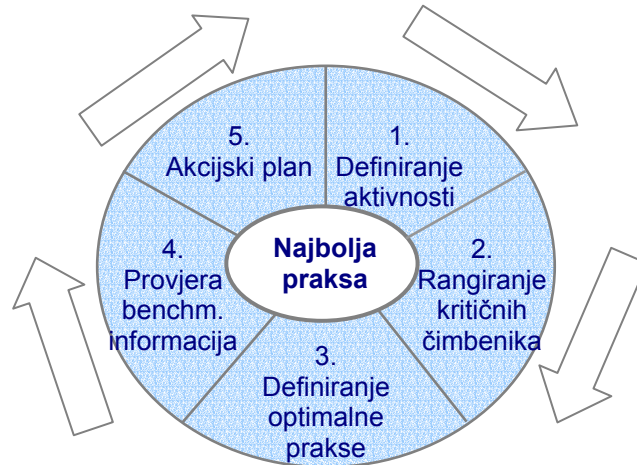 1.
Definiranje
aktivnosti
2.
Rangiranje
kritičnih
čimbenika
3.
Definiranje
optimalne
prakse
4.
Provjera
benchm.
informacija
5.
Akcijski plan
Najbolja
praksa